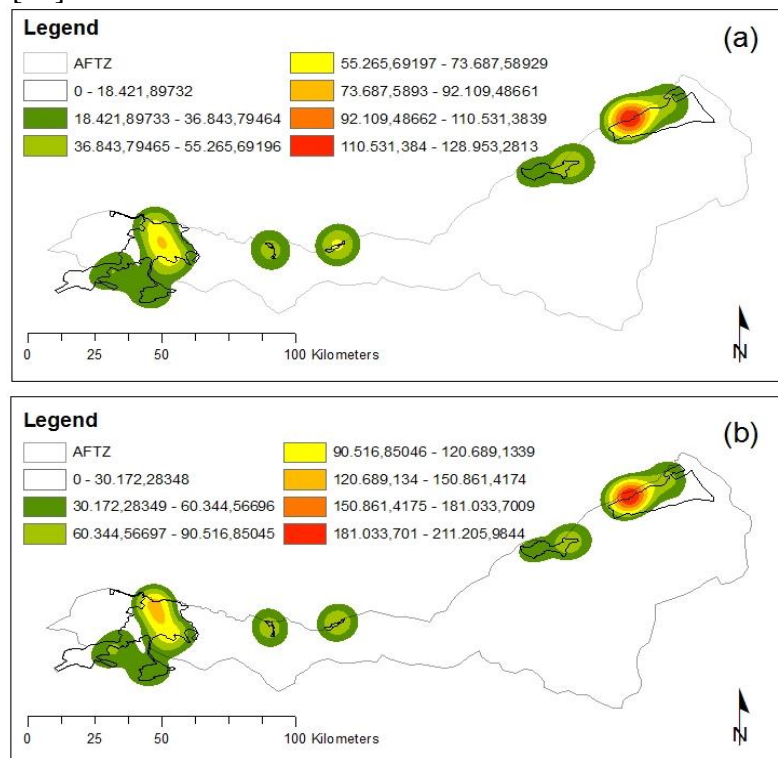 Legend
(a)
AFTZ
0 - 18.421,89732
18.421,89733 - 36.843,79464
36.843,79465 - 55.265,69196
55.265,69197 - 73.687,58929
73.687,5893 - 92.109,48661
92.109,48662 - 110.531,3839
110.531,384 - 128.953,2813
0 25 50 100 Kilometers
N
Legend
(b)
AFTZ
0 - 30.172,28348
30.172,28349 - 60.344,56696
60.344,56697 - 90.516,85045
90.516,85046 - 120.689,1339
120.689,134 - 150.861,4174
150.861,4175 - 181.033,7009
181.033,701 - 211.205,9844
0 25 50 100 Kilometers
N